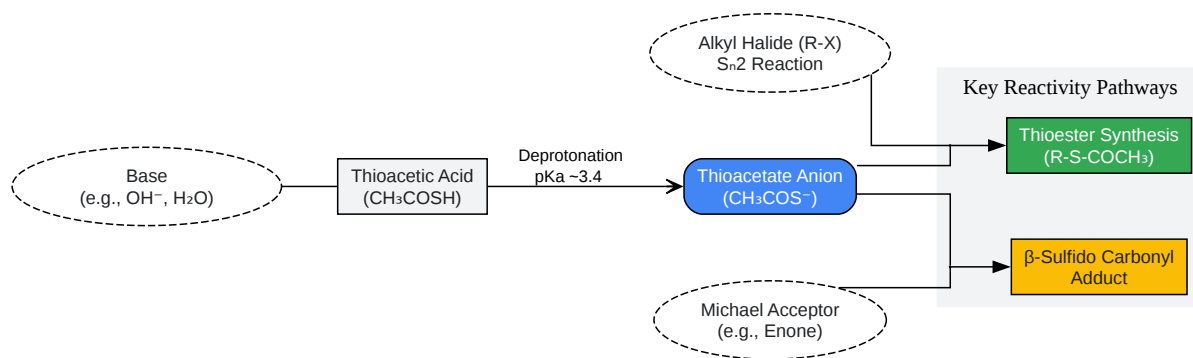 Alkyl Halide (R-X)
Sₙ2 Reaction
Key Reactivity Pathways
Thioester Synthesis
(R-S-COCH₃)
Base
(e.g., OH⁻, H₂O)
Thioacetic Acid
(CH₃COSH)
Deprotonation
pKa ~3.4
Thioacetate Anion
(CH₃COS⁻)
β-Sulfido Carbonyl
Adduct
Michael Acceptor
(e.g., Enone)